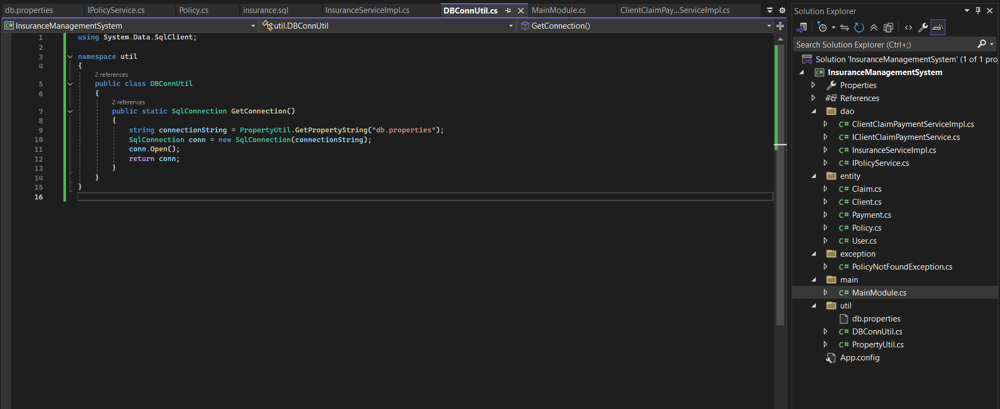 db.properties
IPolicyService.cs
Policy.cs
insurance.sql
InsuranceServiceImpl.cs
DBConnUtil.cs
MainModule.cs
ClientClaimPay...ServiceImpl.cs
C# InsuranceManagementSystem
util.DBConnUtil
GetConnection()
1 using System.Data.SqlClient;
2
3 namespace util
4 {
2 references
5 public class DBConnUtil
6 {
2 references
7 public static SqlConnection GetConnection()
8 {
9 string connectionString = PropertyUtil.GetPropertyString("db.properties");
10 SqlConnection conn = new SqlConnection(connectionString);
11 conn.Open();
12 return conn;
13 }
14 }
15 }
16
Solution Explorer
Search Solution Explorer (Ctrl+;)
Solution 'InsuranceManagementSystem' (1 of 1 pro
C# InsuranceManagementSystem
Properties
References
dao
C# ClientClaimPaymentServiceImpl.cs
C# IClientClaimPaymentService.cs
C# InsuranceServiceImpl.cs
C# IPolicyService.cs
entity
C# Claim.cs
C# Client.cs
C# Payment.cs
C# Policy.cs
C# User.cs
exception
C# PolicyNotFoundException.cs
main
C# MainModule.cs
util
db.properties
C# DBConnUtil.cs
C# PropertyUtil.cs
App.config